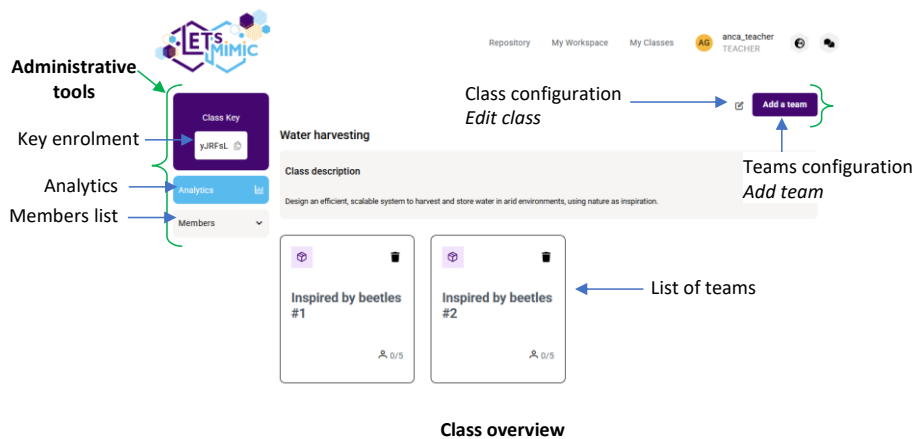 LET'S
MiMiC
Repository My Workspace My Classes AG anca_teacher
TEACHER
Administrative
tools
Class configuration
Edit class
Add a team
Class Key
Key enrolment
yJRFsL
Water harvesting
Class description
Teams configuration
Add team
Analytics
Analytics
Design an efficient, scalable system to harvest and store water in arid environments, using nature as inspiration.
Members list
Members
Inspired by beetles
#1
Inspired by beetles
#2
List of teams
0/5
0/5
Class overview